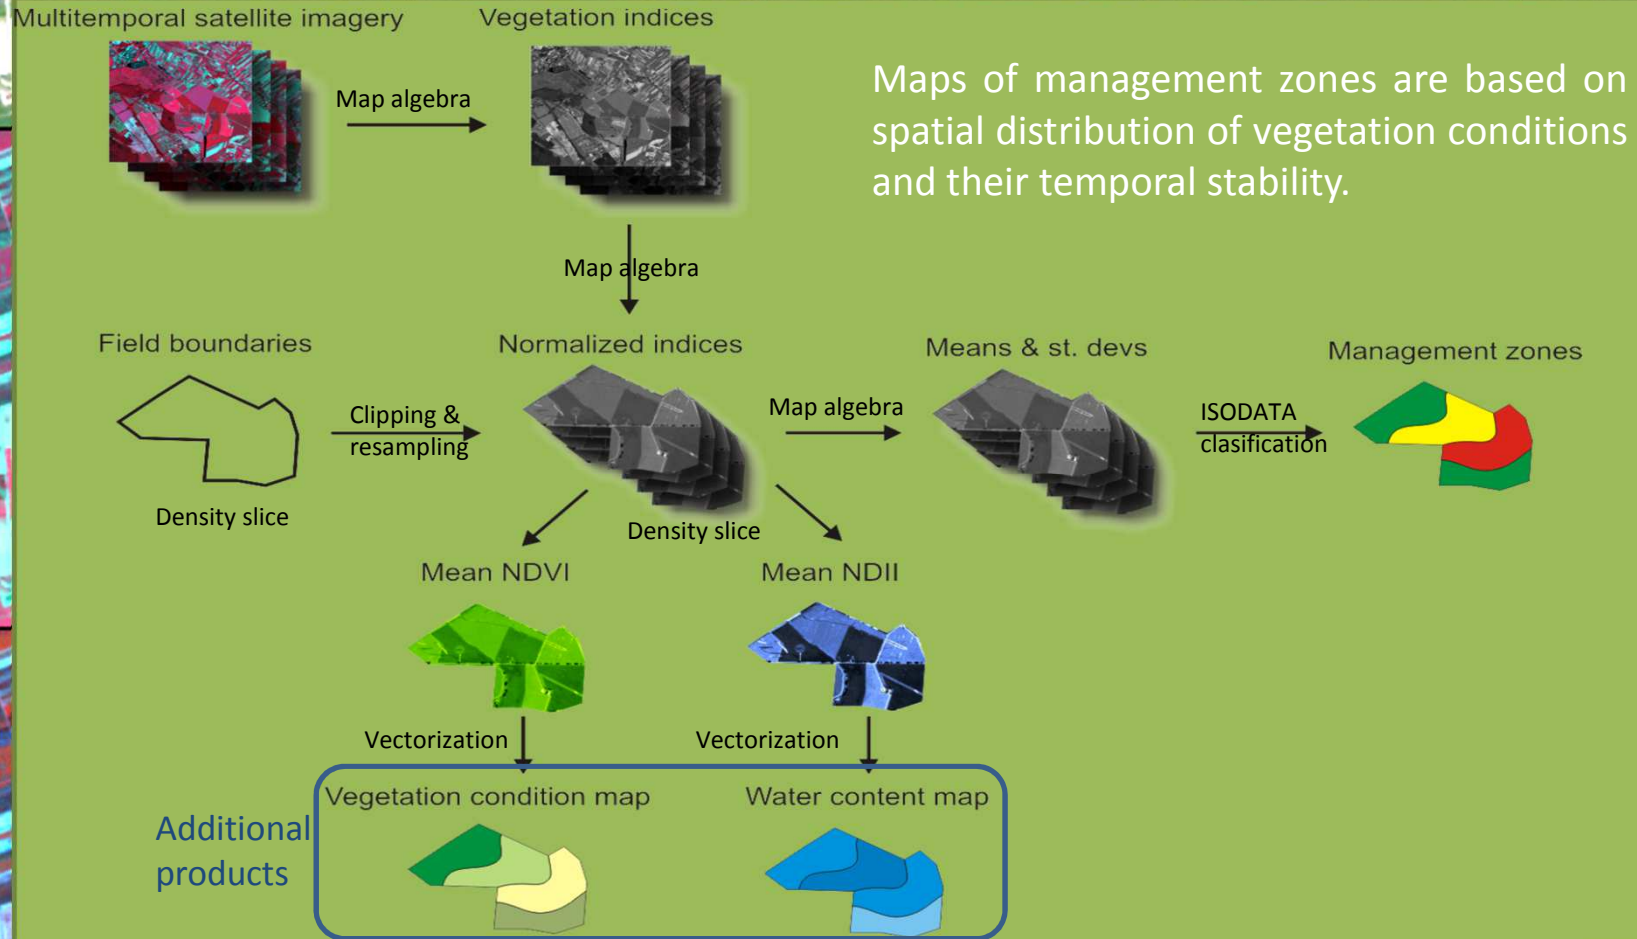 Multitemporal satellite imagery
Vegetation indices
Map algebra
Maps of management zones are based on
spatial distribution of vegetation conditions
and their temporal stability.
Map algebra
Field boundaries
Normalized indices
Means & st. devs
Management zones
Clipping &
resampling
Map algebra
ISODATA
clasification
Density slice
Density slice
Mean NDVI
Mean NDII
Vectorization
Vectorization
Vegetation condition map
Water content map
Additional
products